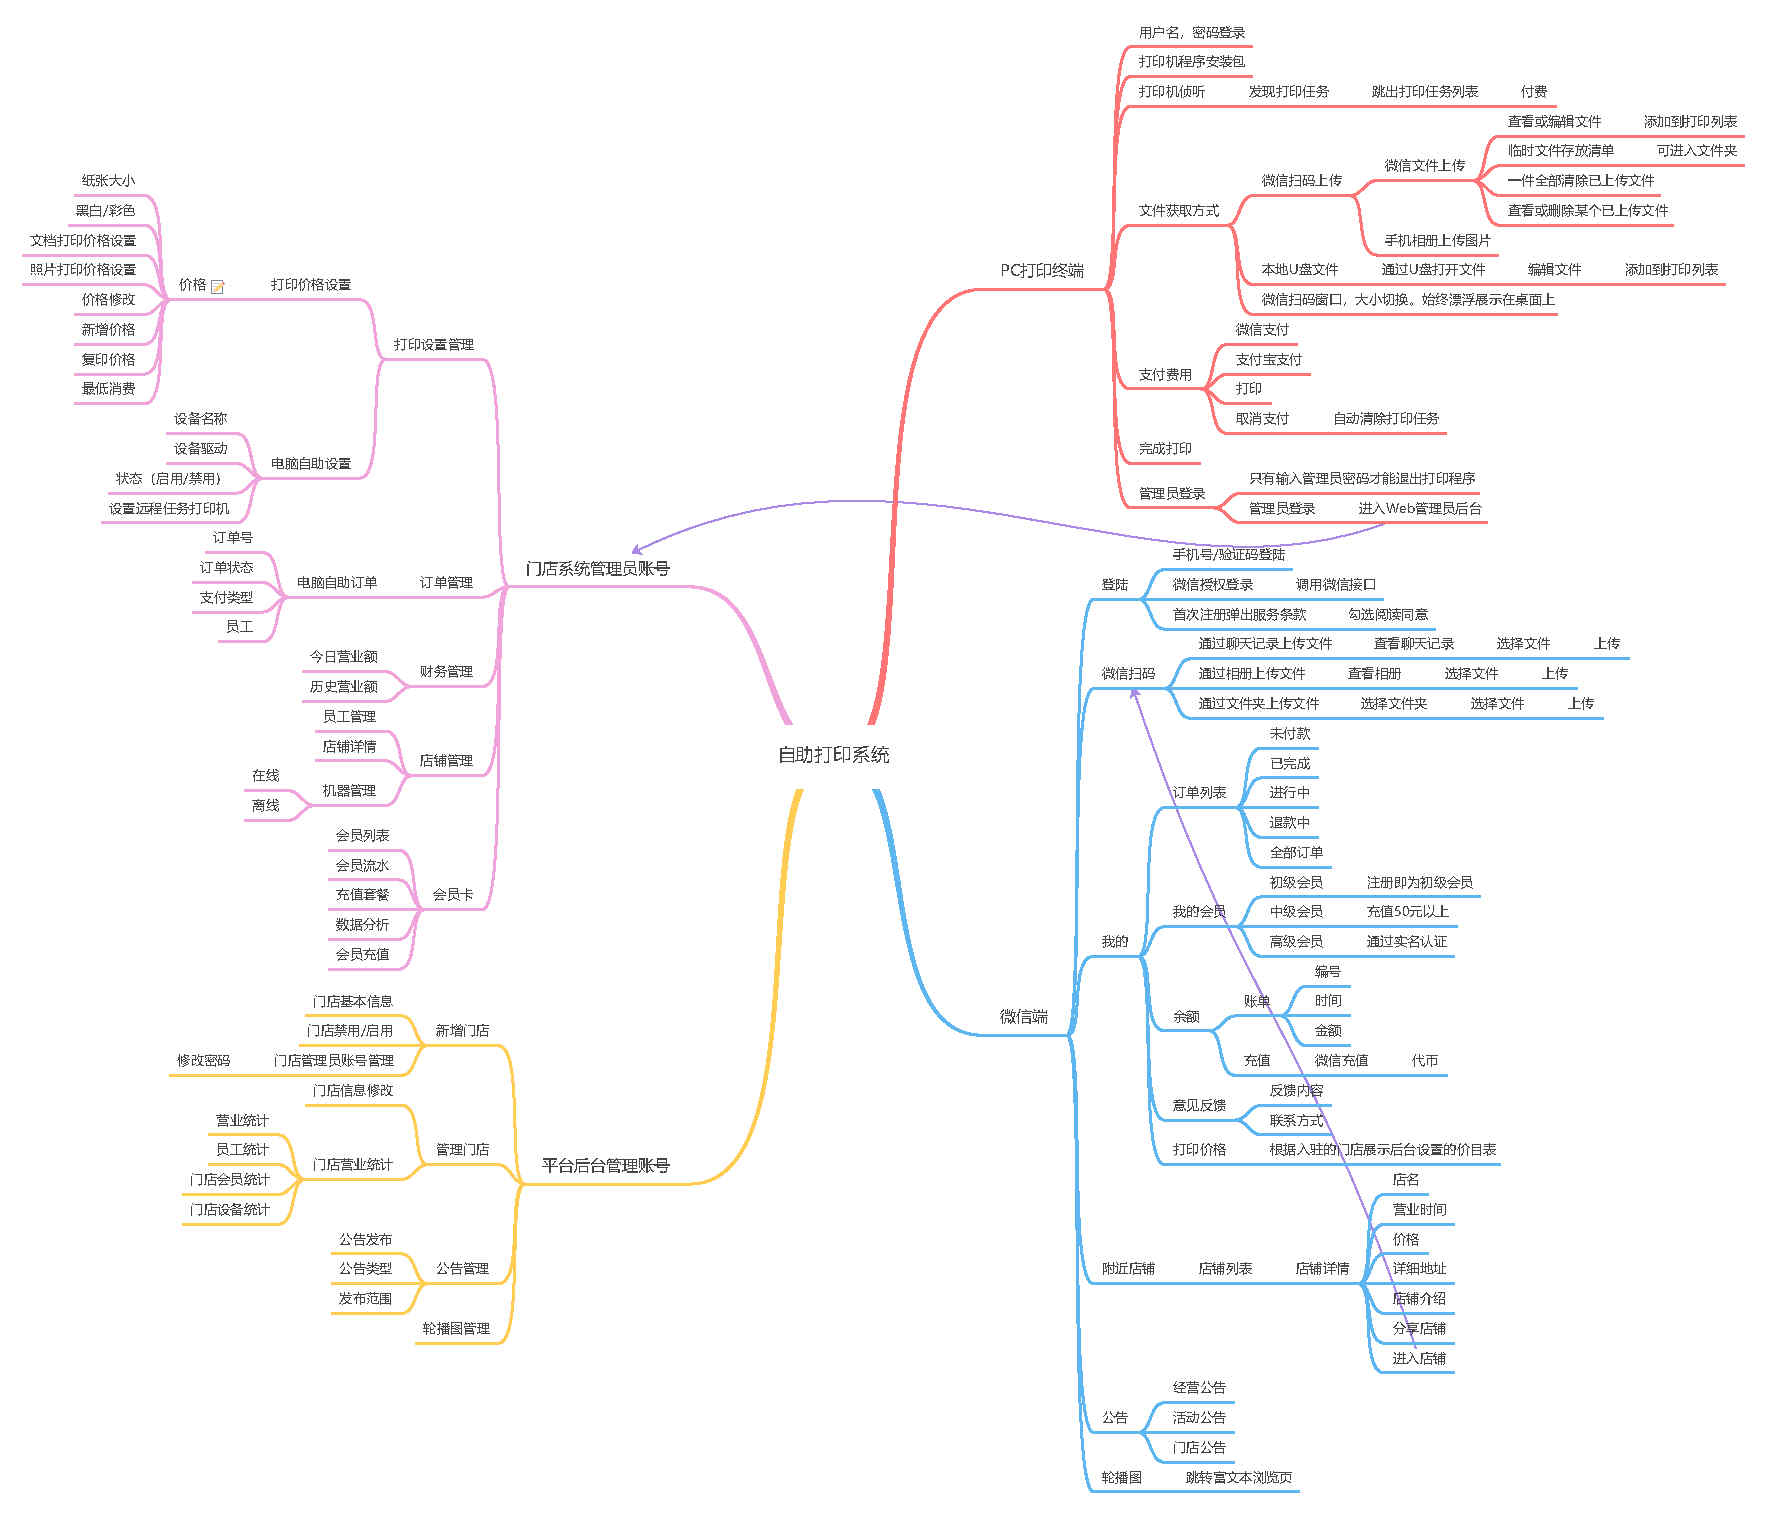 自助打印系统
PC打印终端
用户名，密码登录
打印机程序安装包
打印机侦听
发现打印任务
跳出打印任务列表
付费
文件获取方式
微信扫码上传
微信文件上传
查看或编辑文件
添加到打印列表
临时文件存放清单
可进入文件夹
一件全部清除已上传文件
查看或删除某个已上传文件
手机相册上传图片
本地U盘文件
通过U盘打开文件
编辑文件
添加到打印列表
微信扫码窗口，大小切换。始终漂浮展示在桌面上
支付费用
微信支付
支付宝支付
打印
取消支付
自动清除打印任务
完成打印
管理员登录
只有输入管理员密码才能退出打印程序
管理员登录
进入Web管理员后台
微信端
登陆
手机号/验证码登陆
微信授权登录
调用微信接口
首次注册弹出服务条款
勾选阅读同意
微信扫码
通过聊天记录上传文件
查看聊天记录
选择文件
上传
通过相册上传文件
查看相册
选择文件
上传
通过文件夹上传文件
选择文件夹
选择文件
上传
我的
订单列表
未付款
已完成
进行中
退款中
全部订单
我的会员
初级会员
注册即为初级会员
中级会员
充值50元以上
高级会员
通过实名认证
余额
账单
编号
时间
金额
充值
微信充值
代币
意见反馈
反馈内容
联系方式
打印价格
根据入驻的门店展示后台设置的价目表
附近店铺
店铺列表
店铺详情
店名
营业时间
价格
详细地址
店铺介绍
分享店铺
进入店铺
公告
经营公告
活动公告
门店公告
轮播图
跳转富文本浏览页
门店系统管理员账号
打印设置管理
打印价格设置
价格
纸张大小
黑白/彩色
文档打印价格设置
照片打印价格设置
价格修改
新增价格
复印价格
最低消费
电脑自助设置
设备名称
设备驱动
状态（启用/禁用）
设置远程任务打印机
订单管理
电脑自助订单
订单号
订单状态
支付类型
员工
财务管理
今日营业额
历史营业额
店铺管理
员工管理
店铺详情
机器管理
在线
离线
会员卡
会员列表
会员流水
充值套餐
数据分析
会员充值
平台后台管理账号
新增门店
门店基本信息
门店禁用/启用
门店管理员账号管理
修改密码
管理门店
门店信息修改
门店营业统计
营业统计
员工统计
门店会员统计
门店设备统计
公告管理
公告发布
公告类型
发布范围
轮播图管理